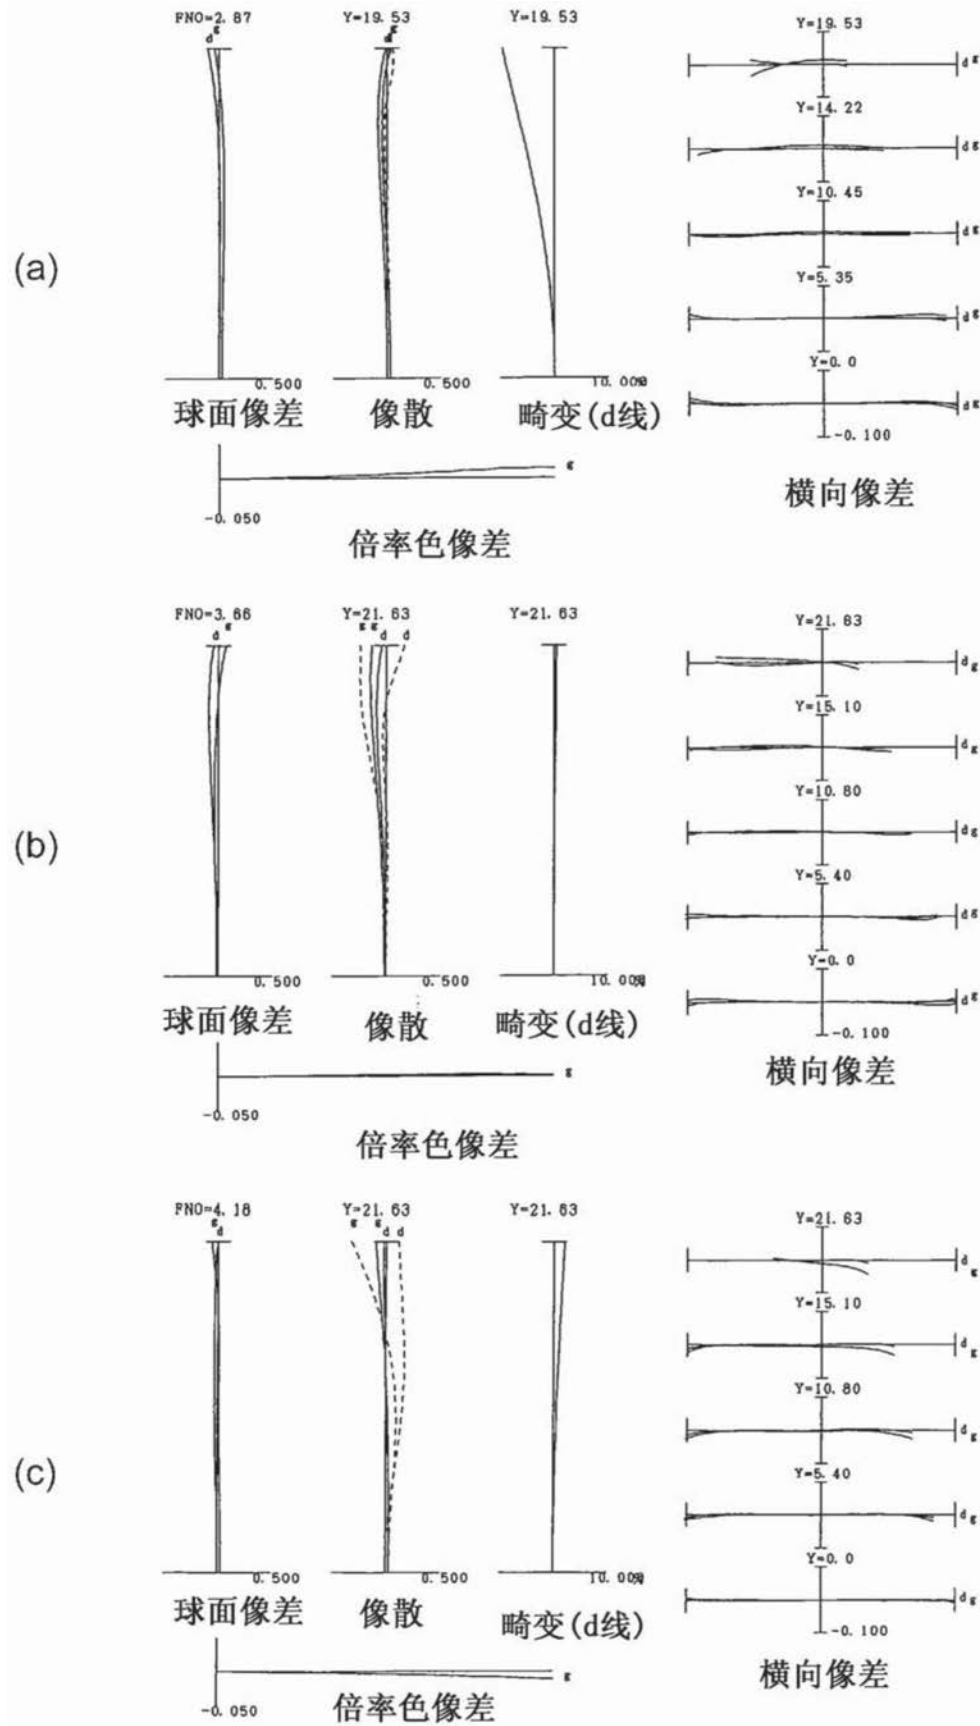 (a)
FNO=2.87
d g
0.500
球面像差
Y=19.53
d g
0.500
像散
Y=19.53
10.00%
畸变(d线)
g
-0.050
倍率色像差
Y=19.53
d g
Y=14.22
d g
Y=10.45
d g
Y=5.35
d g
Y=0.0
d g
-0.100
横向像差
(b)
FNO=3.66
d g
0.500
球面像差
Y=21.63
g g d d
0.500
像散
Y=21.63
10.00%
畸变(d线)
g
-0.050
倍率色像差
Y=21.63
d g
Y=15.10
d g
Y=10.80
d g
Y=5.40
d g
Y=0.0
d g
-0.100
横向像差
(c)
FNO=4.18
g d
0.500
球面像差
Y=21.63
g g d d
0.500
像散
Y=21.63
10.00%
畸变(d线)
g
-0.050
倍率色像差
Y=21.63
d g
Y=15.10
d g
Y=10.80
d g
Y=5.40
d g
Y=0.0
d g
-0.100
横向像差